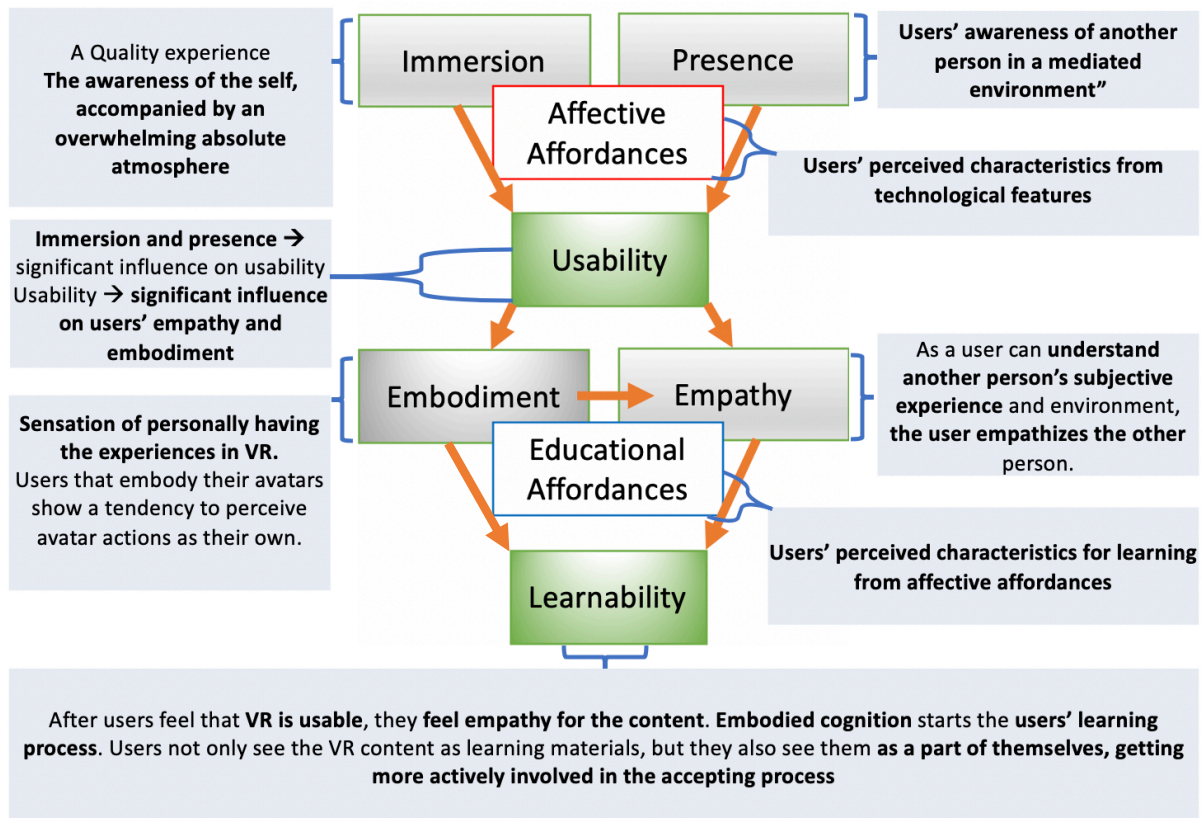 A Quality experience
The awareness of the self,
accompanied by an
overwhelming absolute
atmosphere
Immersion
Presence
Users’ awareness of another
person in a mediated
environment”
Affective
Affordances
Users’ perceived characteristics from
technological features
Immersion and presence →
significant influence on usability
Usability → significant influence
on users’ empathy and
embodiment
Usability
Embodiment
Empathy
As a user can understand
another person’s subjective
experience and environment,
the user empathizes the other
person.
Sensation of personally having
the experiences in VR.
Users that embody their avatars
show a tendency to perceive
avatar actions as their own.
Educational
Affordances
Users’ perceived characteristics for learning
from affective affordances
Learnability
After users feel that VR is usable, they feel empathy for the content. Embodied cognition starts the users’ learning
process. Users not only see the VR content as learning materials, but they also see them as a part of themselves, getting
more actively involved in the accepting process